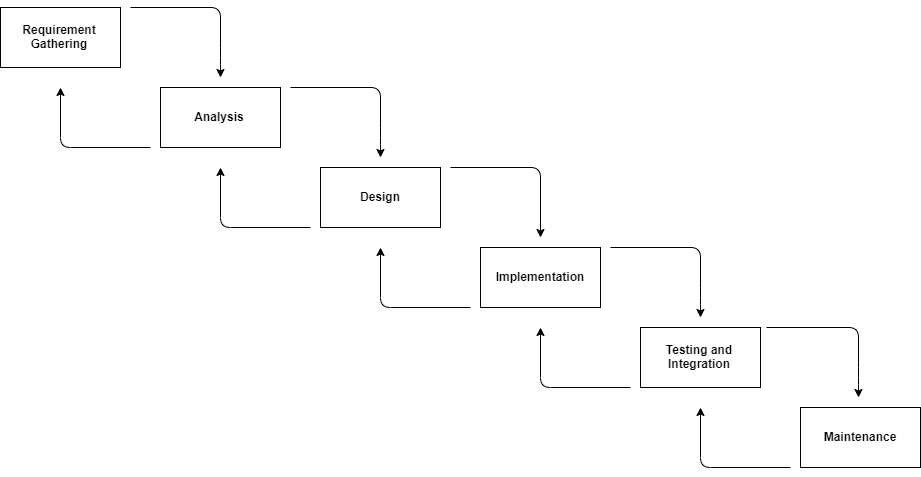 Requirement
Gathering
Analysis
Design
Implementation
Testing and
Integration
Maintenance